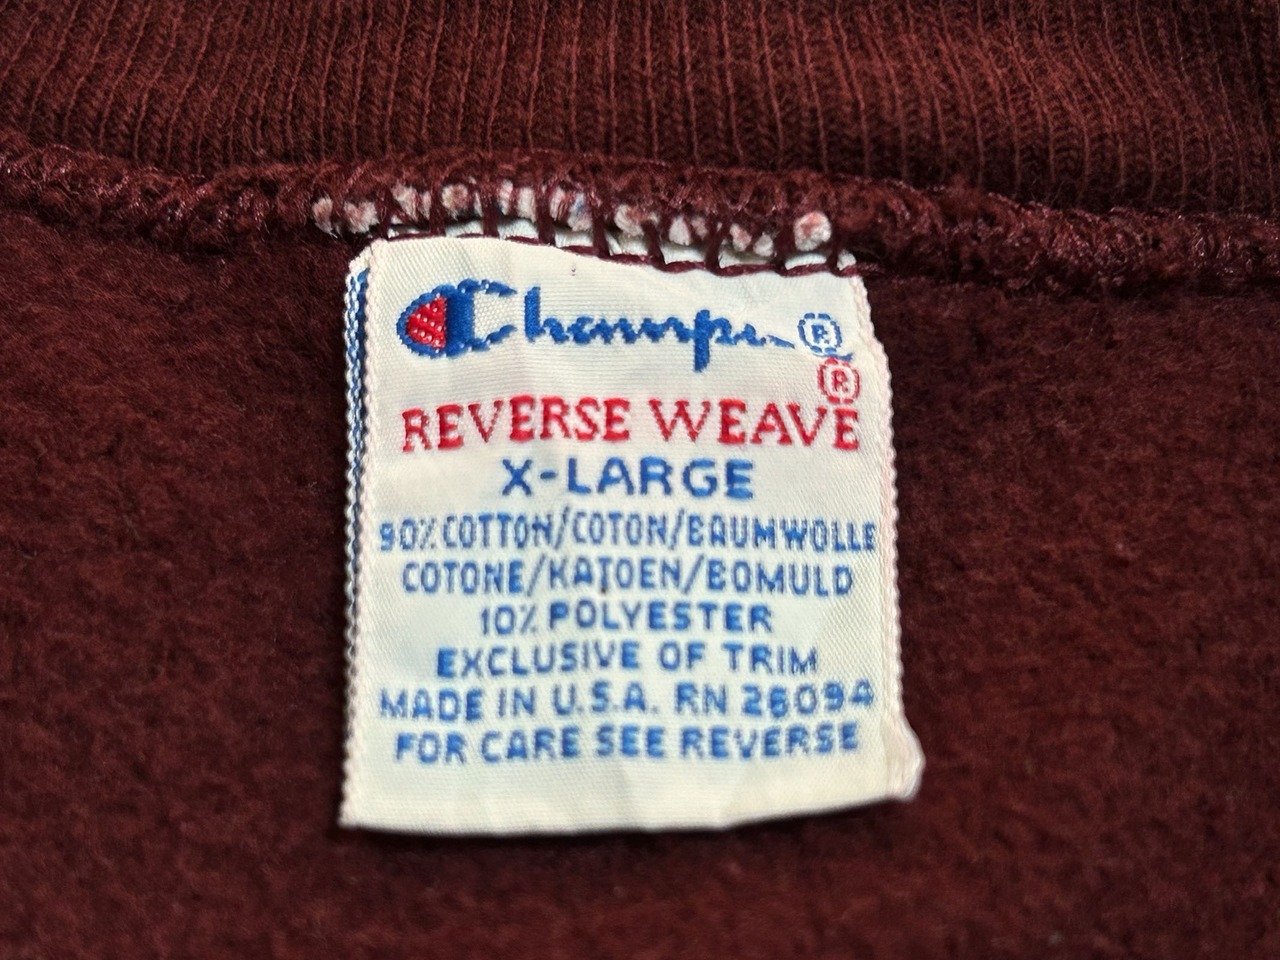 Champion®
REVERSE WEAVE®
X-LARGE
90% COTTON/COTON/BAUMWOLLE
COTONE/KATOEN/BOMULD
10% POLYESTER
EXCLUSIVE OF TRIM
MADE IN U.S.A. RN 26094
FOR CARE SEE REVERSE